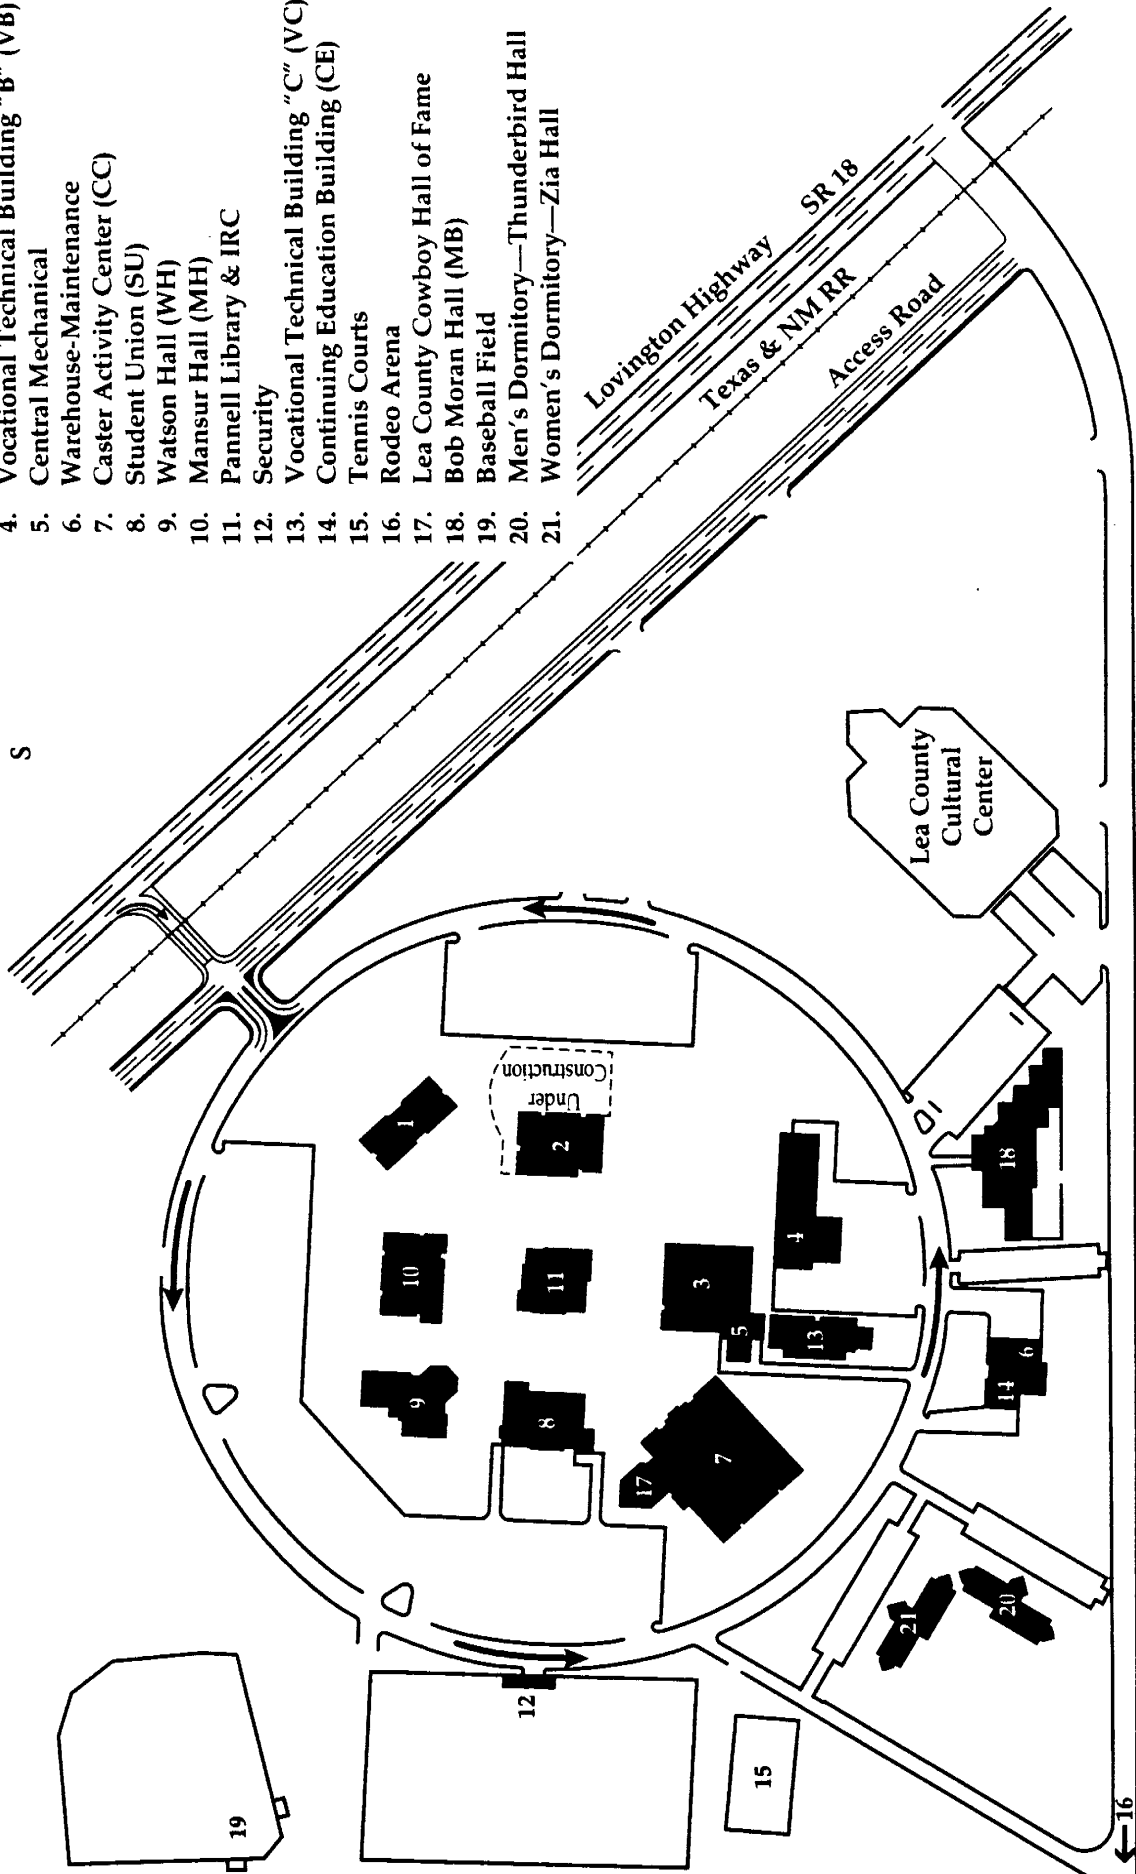 S
4. Vocational Technical Building "B" (VB)
5. Central Mechanical
6. Warehouse-Maintenance
7. Caster Activity Center (CC)
8. Student Union (SU)
9. Watson Hall (WH)
10. Mansur Hall (MH)
11. Pannell Library & IRC
12. Security
13. Vocational Technical Building "C" (VC)
14. Continuing Education Building (CE)
15. Tennis Courts
16. Rodeo Arena
17. Lea County Cowboy Hall of Fame
18. Bob Moran Hall (MB)
19. Baseball Field
20. Men's Dormitory—Thunderbird Hall
21. Women's Dormitory—Zia Hall
Lovington Highway SR 18
Texas & NM RR
Access Road
Lea County
Cultural
Center
Under
Construction
1
2
10
11
3
4
9
8
5
13
7
17
18
14
6
12
21
20
19
15
16